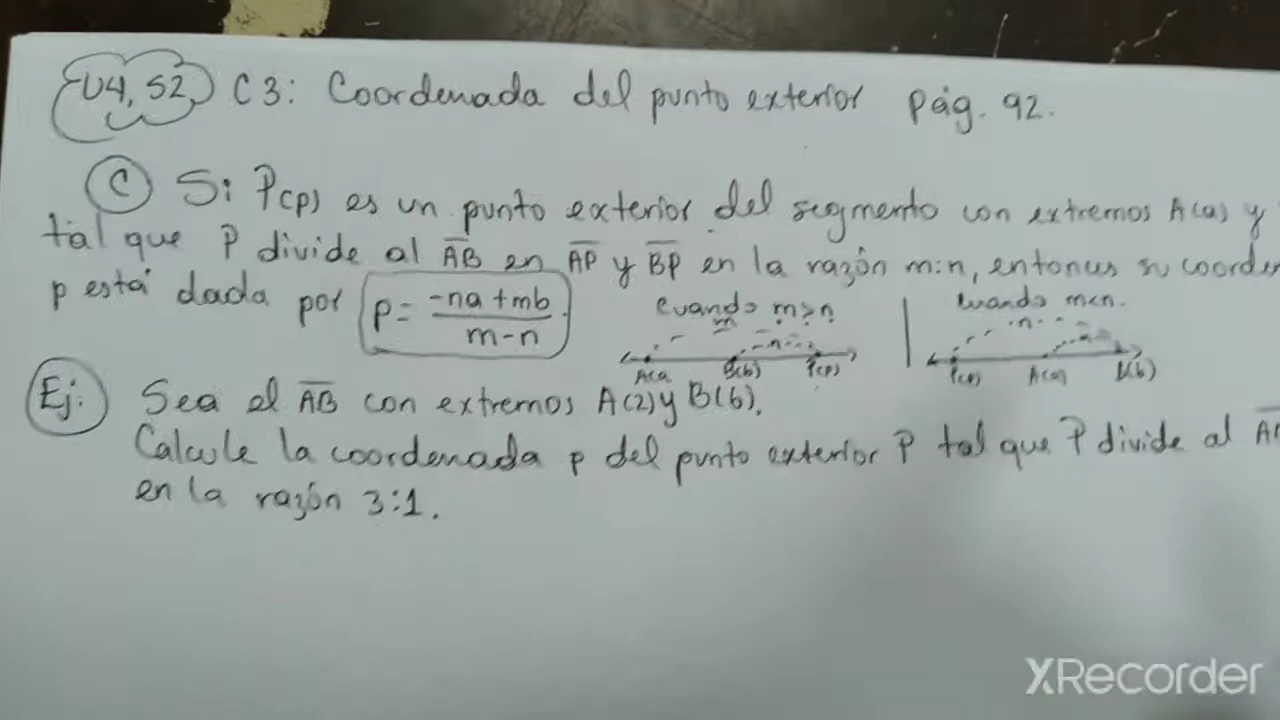 U4, S2, C3: Coordenada del punto exterior Pág. 92.
C Si P(p) es un punto exterior del segmento con extremos A(a) y
tal que P divide al AB en AP y BP en la razón m:n, entonces su coorde
p está dada por p = -na + mb / m - n
cuando m > n cuando m < n.
m n n m
A(a B(b) P(p) P(p) A(a) B(b)
Ej: Sea el AB con extremos A(2) y B(6).
Calcule la coordenada p del punto exterior P tal que P divide al A
en la razón 3:1.
XRecorder